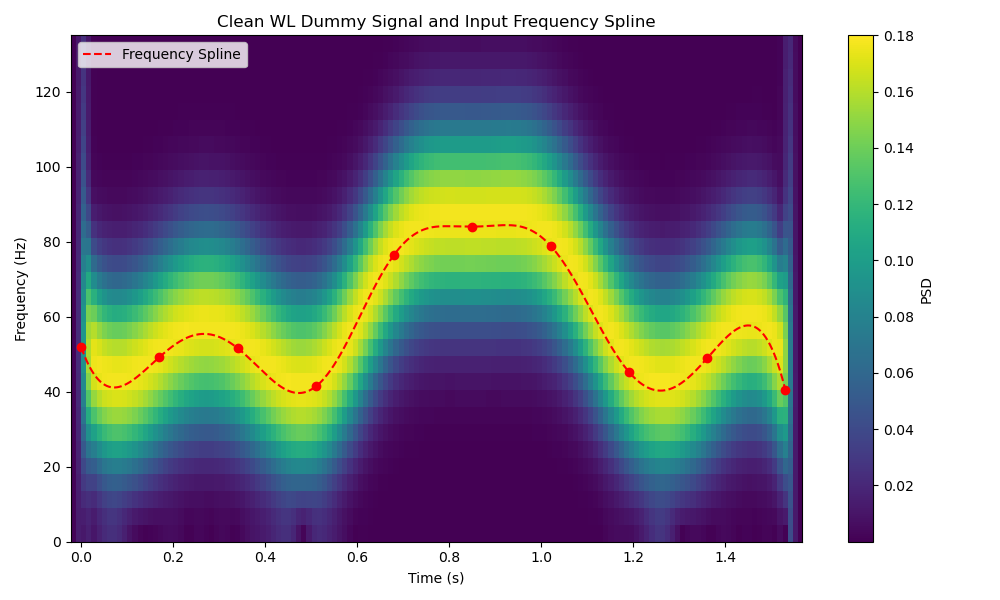 Clean WL Dummy Signal and Input Frequency Spline
Frequency Spline
Frequency (Hz)
120
100
80
60
40
20
0
0.0 0.2 0.4 0.6 0.8 1.0 1.2 1.4
Time (s)
0.18
0.16
0.14
0.12
0.10
0.08
0.06
0.04
0.02
PSD